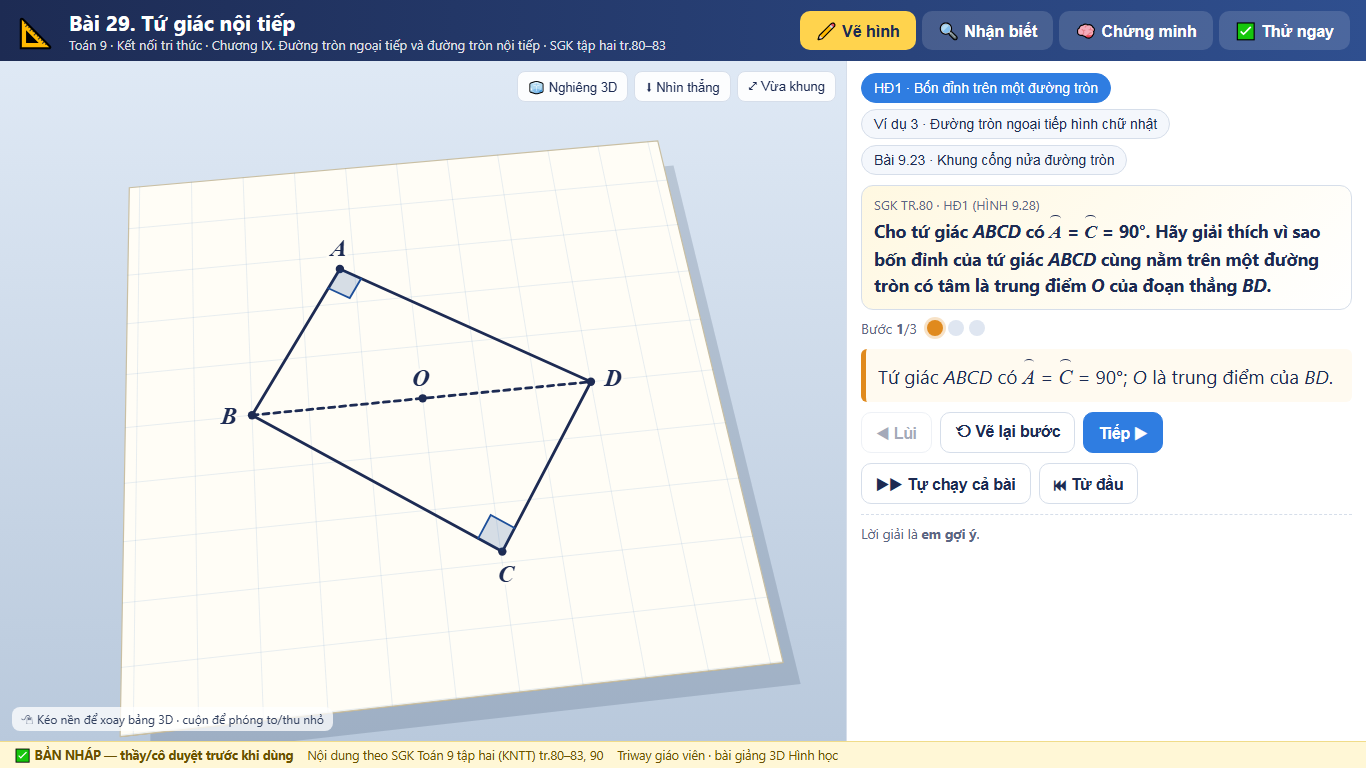 Bài 29. Tứ giác nội tiếp
Toán 9 · Kết nối tri thức · Chương IX. Đường tròn ngoại tiếp và đường tròn nội tiếp · SGK tập hai tr.80–83
✏️ Vẽ hình
🔍 Nhận biết
🧠 Chứng minh
✅ Thử ngay
🧊 Nghiêng 3D
⬇ Nhìn thẳng
⤢ Vừa khung
A
O
D
B
C
🖱 Kéo nền để xoay bảng 3D · cuộn để phóng to/thu nhỏ
HĐ1 · Bốn đỉnh trên một đường tròn
Ví dụ 3 · Đường tròn ngoại tiếp hình chữ nhật
Bài 9.23 · Khung cổng nửa đường tròn
SGK TR.80 · HĐ1 (HÌNH 9.28)
Cho tứ giác ABCD có A͡ = C͡ = 90°. Hãy giải thích vì sao
bốn đỉnh của tứ giác ABCD cùng nằm trên một đường
tròn có tâm là trung điểm O của đoạn thẳng BD.
Bước 1/3
Tứ giác ABCD có A͡ = C͡ = 90°; O là trung điểm của BD.
◀ Lùi
⟲ Vẽ lại bước
Tiếp ▶
▶▶ Tự chạy cả bài
⏮ Từ đầu
Lời giải là em gợi ý.
✅ BẢN NHÁP — thầy/cô duyệt trước khi dùng
Nội dung theo SGK Toán 9 tập hai (KNTT) tr.80–83, 90
Triway giáo viên · bài giảng 3D Hình học